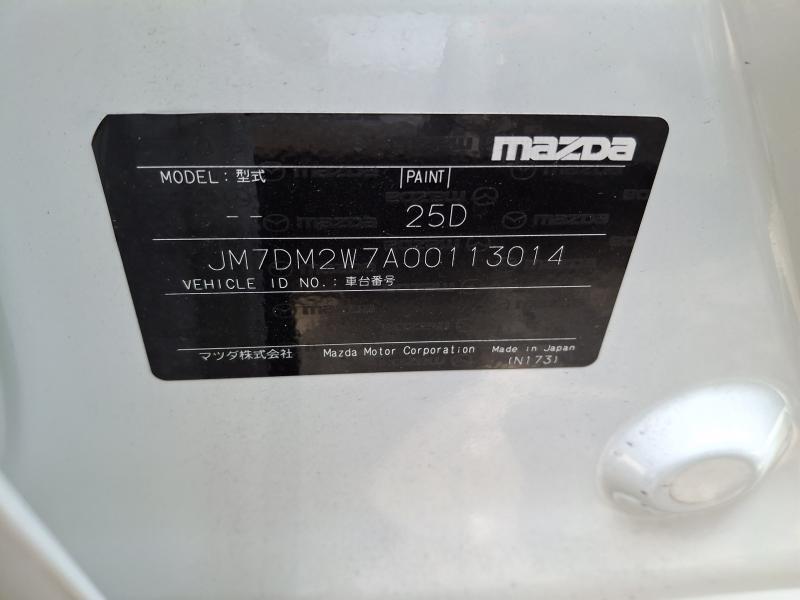 mazda
MODEL: 型式 |PAINT|
-- 25D
JM7DM2W7A00113014
VEHICLE ID NO.: 車台番号
マツダ株式会社 Mazda Motor Corporation Made in Japan
(N173)